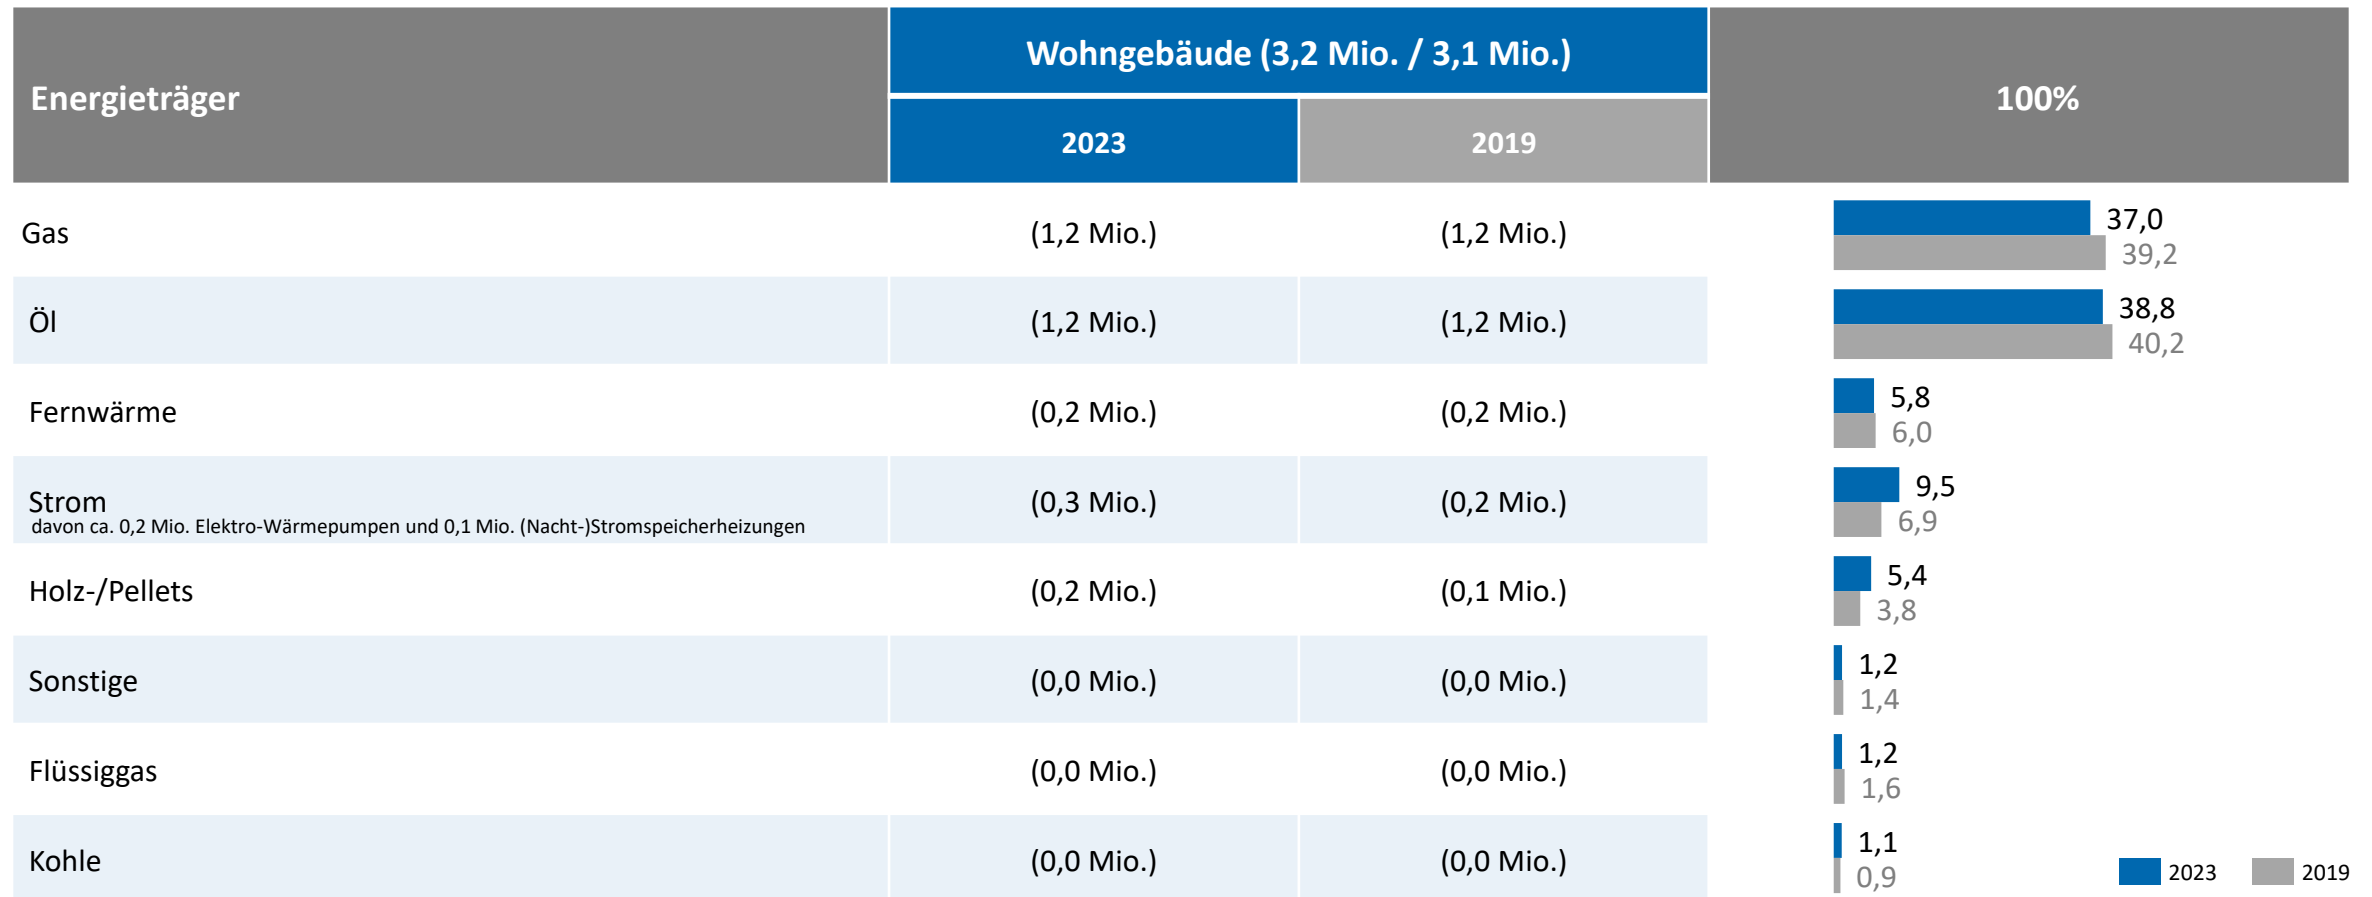 Energieträger
Wohngebäude (3,2 Mio. / 3,1 Mio.)
100%
2023
2019
Gas
(1,2 Mio.)
(1,2 Mio.)
37,0
39,2
Öl
(1,2 Mio.)
(1,2 Mio.)
38,8
40,2
Fernwärme
(0,2 Mio.)
(0,2 Mio.)
5,8
6,0
Strom
davon ca. 0,2 Mio. Elektro-Wärmepumpen und 0,1 Mio. (Nacht-)Stromspeicherheizungen
(0,3 Mio.)
(0,2 Mio.)
9,5
6,9
Holz-/Pellets
(0,2 Mio.)
(0,1 Mio.)
5,4
3,8
Sonstige
(0,0 Mio.)
(0,0 Mio.)
1,2
1,4
Flüssiggas
(0,0 Mio.)
(0,0 Mio.)
1,2
1,6
Kohle
(0,0 Mio.)
(0,0 Mio.)
1,1
0,9
2023
2019